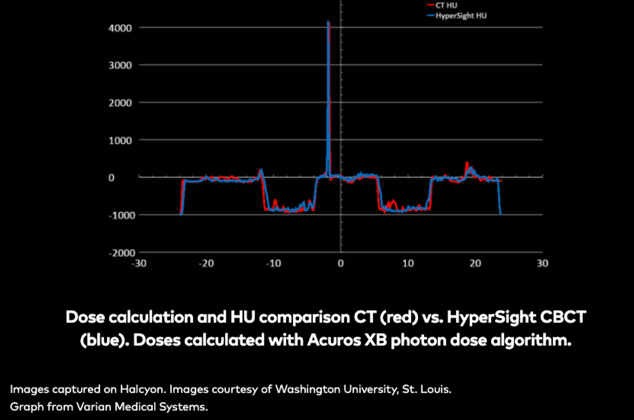 CT HU
HyperSight HU
4000
3000
2000
1000
0
-1000
-2000
-30 -20 -10 0 10 20 30
Dose calculation and HU comparison CT (red) vs. HyperSight CBCT
(blue). Doses calculated with Acuros XB photon dose algorithm.
Images captured on Halcyon. Images courtesy of Washington University, St. Louis.
Graph from Varian Medical Systems.